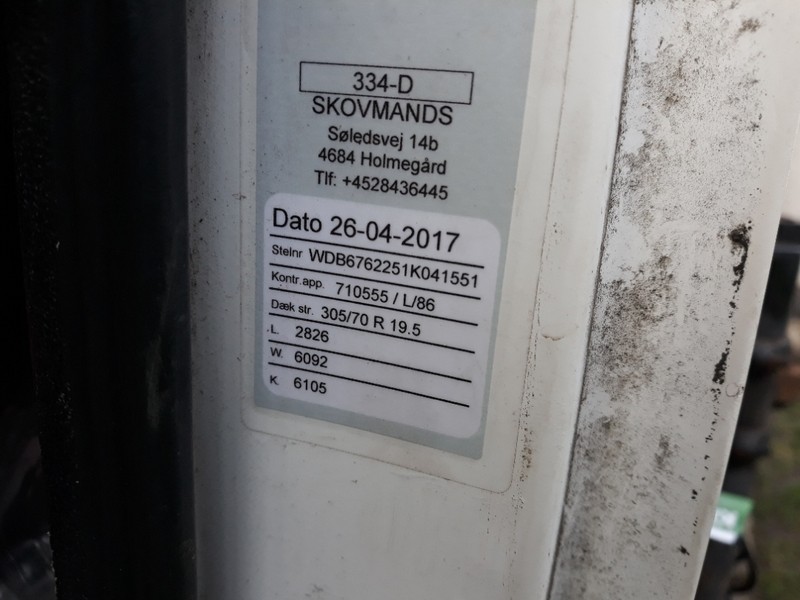 334-D
SKOVMANDS
Søledsvej 14b
4684 Holmegård
Tlf: +4528436445
Dato 26-04-2017
Stelnr WDB6762251K041551
Kontr.app. 710555 / L/86
Dæk str. 305/70 R 19.5
L. 2826
W. 6092
K. 6105